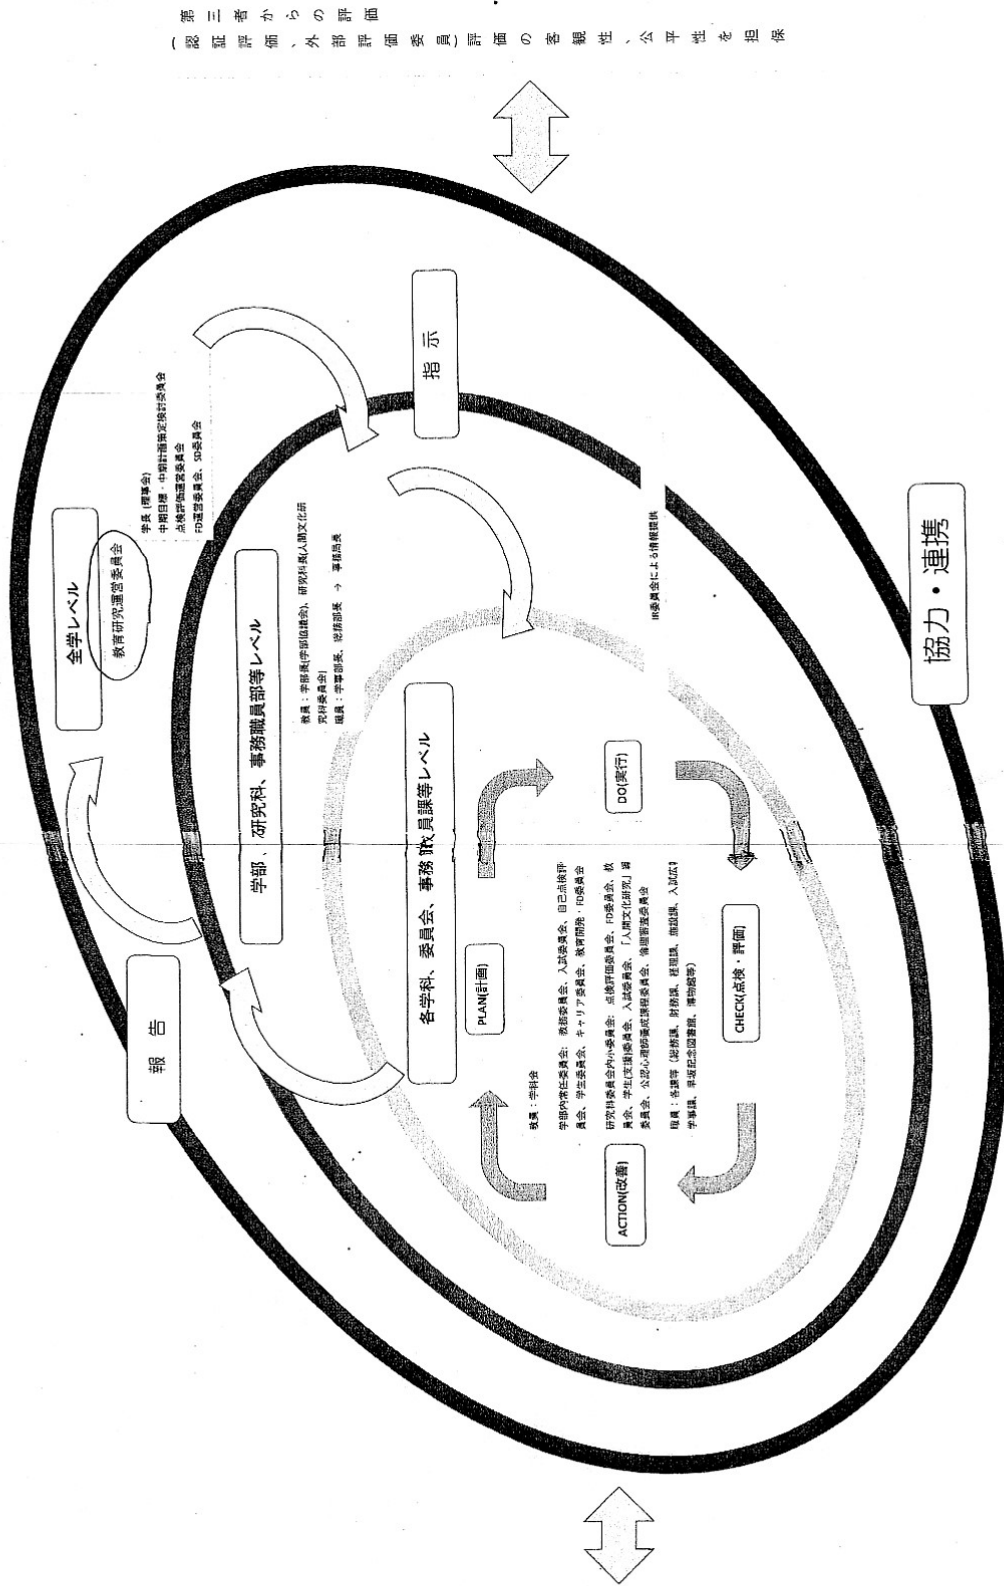 全学レベル
教育研究運営委員会
学長 (理事会)
中期目標・中期計画策定検討委員会
点検評価運営委員会
FD運営委員会、SD委員会
学部、研究科、事務職員部等レベル
教員：学部長(学部協議会)、研究科長(人間文化研
究科委員会)
職員：学事部長、総務部長 → 事務局長
報 告
指 示
各学科、委員会、事務職員課等レベル
PLAN(計画)
教員：学科会
学部内常任委員会: 教務委員会、入試委員会、自己点検評
員会、学生委員会、キャリア委員会、教育開発・FD委員会
研究科委員会内小委員会: 点検評価委員会、FD委員会、教
員会、学生(支援)委員会、入試委員会、「人間文化研究」
委員会、公認心理師養成課程委員会、倫理審査委員会
職員：各課等（総務課、財務課、経理課、施設課、入試広
学事課、早坂記念図書館、博物館等）
DO(実行)
ACTION(改善)
CHECK(点検・評価)
IR委員会による情報提供
協力・連携
第三者からの評価
(認証評価、外部評価委員)評価の客観性、公平性を担保